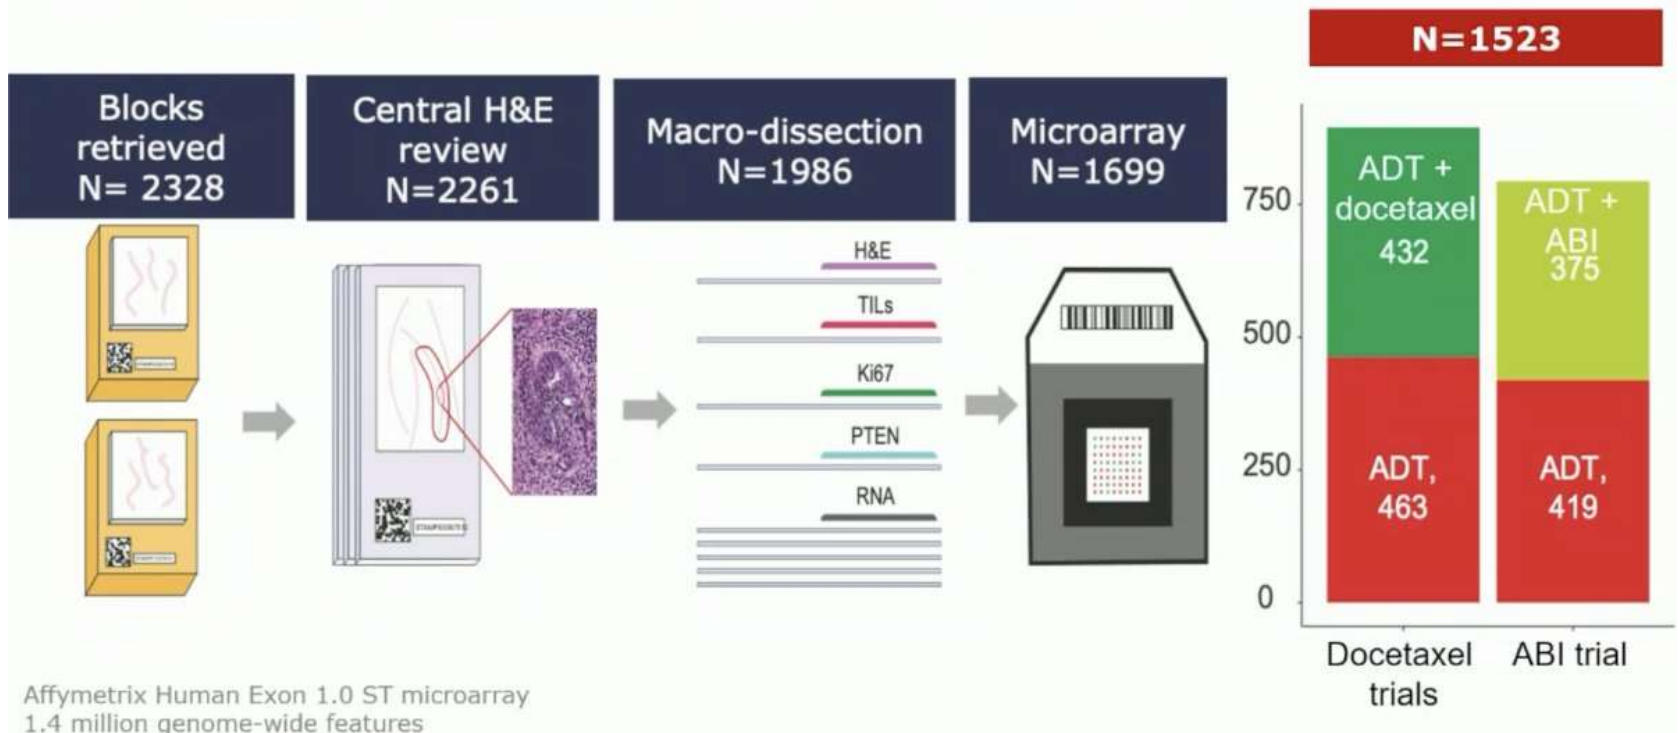 Blocks
retrieved
N= 2328
Central H&E
review
N=2261
Macro-dissection
N=1986
Microarray
N=1699
N=1523
H&E
TILs
Ki67
PTEN
RNA
750
500
250
0
ADT +
docetaxel
432
ADT,
463
ADT +
ABI
375
ADT,
419
Docetaxel
trials
ABI trial
Affymetrix Human Exon 1.0 ST microarray
1.4 million genome-wide features